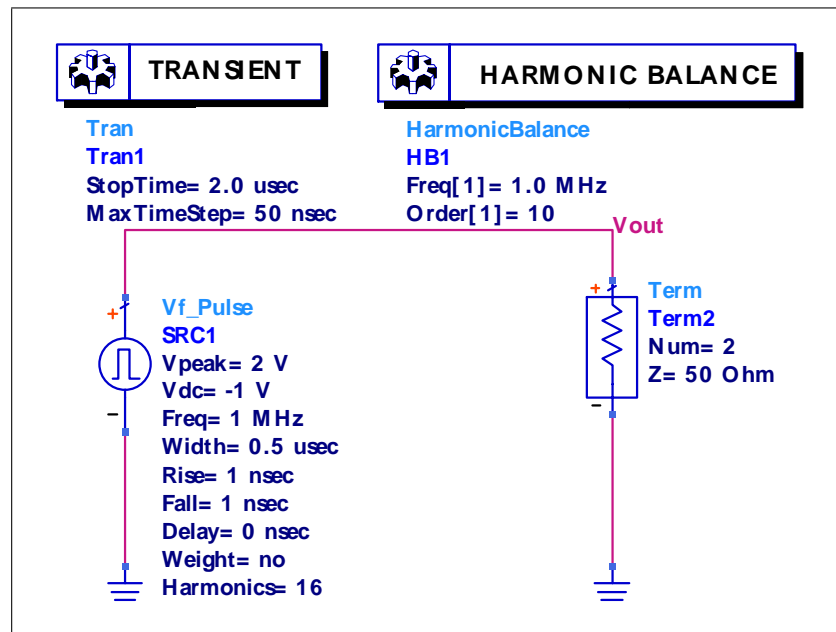 TRANSIENT
HARMONIC BALANCE
Tran
Tran1
StopTime= 2.0 usec
MaxTimeStep= 50 nsec
HarmonicBalance
HB1
Freq[1]= 1.0 MHz
Order[1]= 10
Vout
+
Vf_Pulse
SRC1
Vpeak= 2 V
Vdc= -1 V
Freq= 1 MHz
Width= 0.5 usec
Rise= 1 nsec
Fall= 1 nsec
Delay= 0 nsec
Weight= no
Harmonics= 16
−
+
Term
Term2
Num= 2
Z= 50 Ohm
−